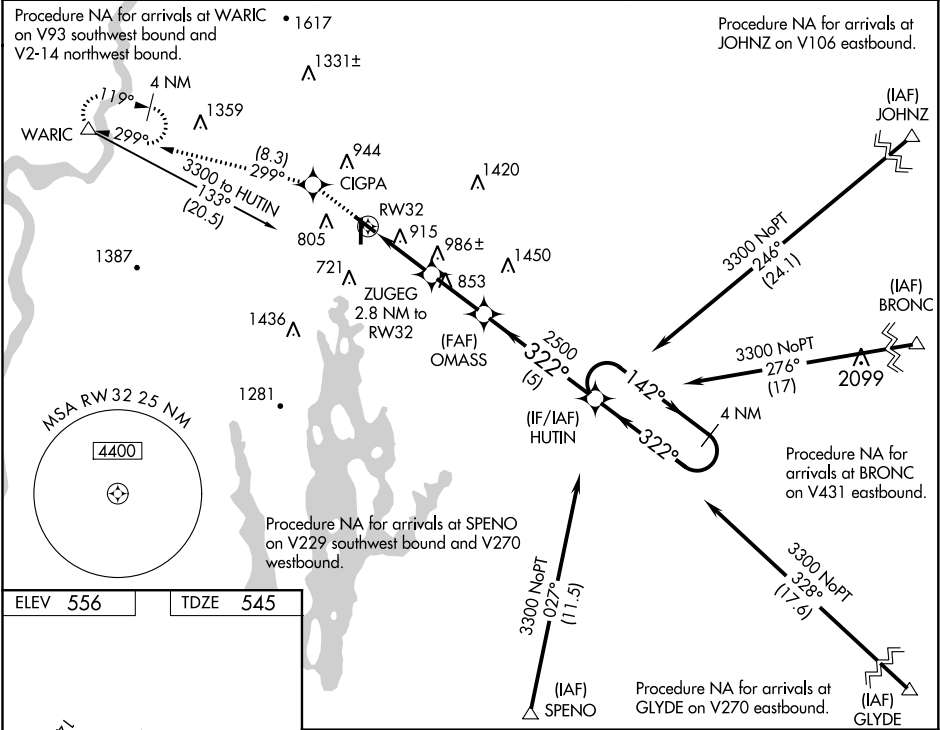 Procedure NA for arrivals at WARIC
on V93 southwest bound and
V2-14 northwest bound.
1617
Procedure NA for arrivals at
JOHNZ on V106 eastbound.
1331±
4 NM
119°
1359
299°
WARIC
(IAF)
JOHNZ
(8.3)
299°
944
CIGPA
3300 to HUTIN
133°
(20.5)
1420
RW32
805
915
986±
1450
3300 NoPT
246°
(24.1)
1387
721
853
ZUGEG
2.8 NM to
RW32
(IAF)
BRONC
1436
(FAF)
OMASS
2500
322°
(5)
3300 NoPT
276°
(17)
2099
142°
4 NM
1281
(IF/IAF)
HUTIN
322°
MSA RW 32 25 NM
4400
Procedure NA for
arrivals at BRONC
on V431 eastbound.
Procedure NA for arrivals at SPENO
on V229 southwest bound and V270
westbound.
3300 NoPT
027°
(11.5)
3300 NoPT
328°
(17.6)
ELEV 556
TDZE 545
(IAF)
SPENO
Procedure NA for arrivals at
GLYDE on V270 eastbound.
(IAF)
GLYDE